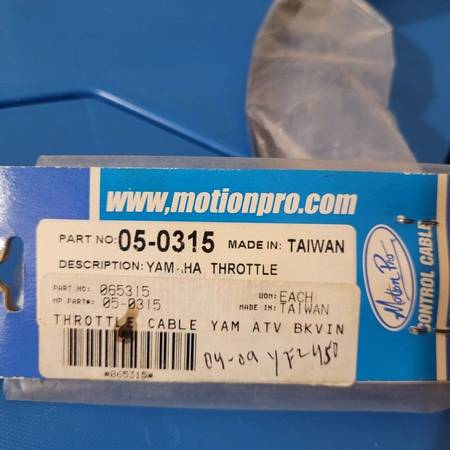 www.motionpro.com
PART NO: 05-0315 MADE IN: TAIWAN
DESCRIPTION: YAM HA THROTTLE
PART NO: 065315 UOM: EACH
MP PART#: 05-0315 MADE IN: TAIWAN
THROTTLE CABLE YAM ATV BKVIN
04-09 YFZ450
*065315*
Motion Pro
CONTROL CABLE